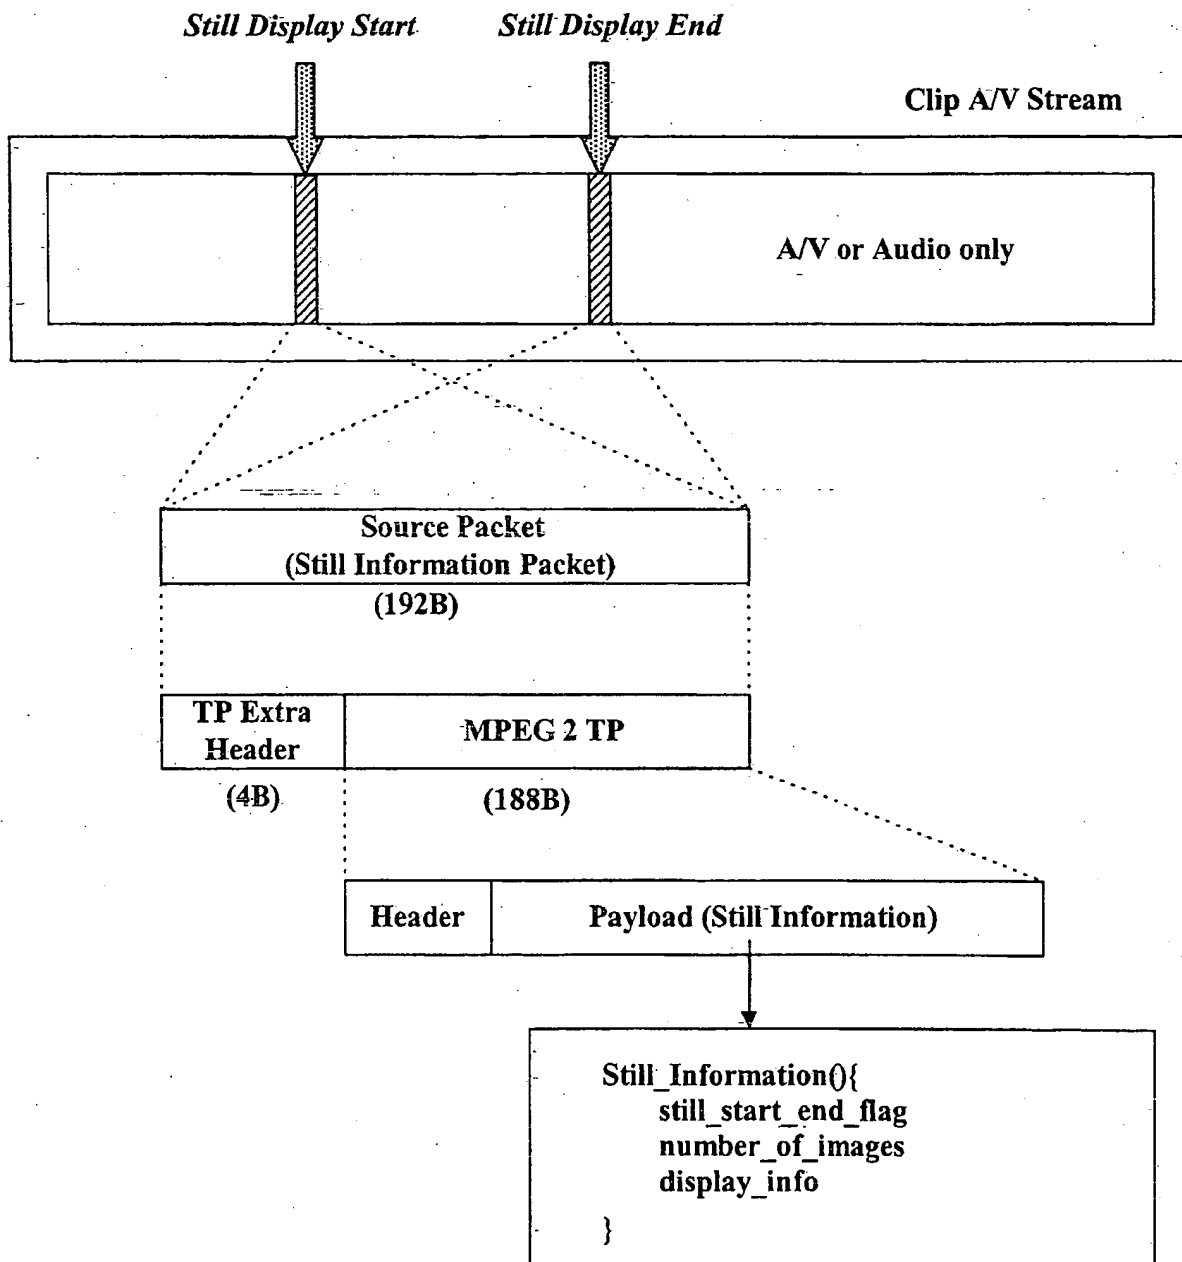 Still Display Start
Still Display End
Clip A/V Stream
A/V or Audio only
Source Packet
(Still Information Packet)
(192B)
TP Extra
Header
MPEG 2 TP
(4B)
(188B)
Header
Payload (Still Information)
Still_Information(){
still_start_end_flag
number_of_images
display_info
}